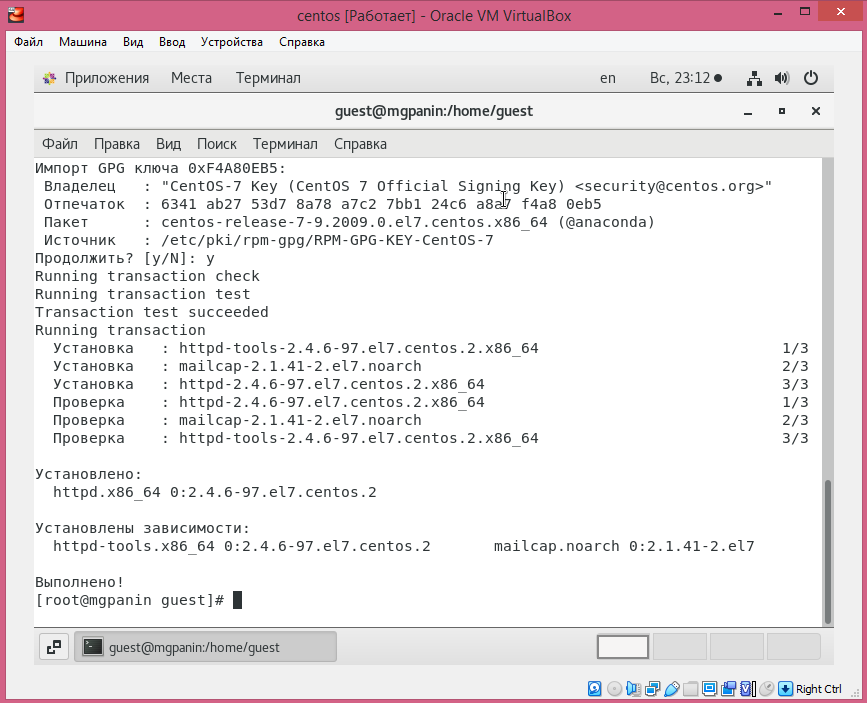 centos [Работает] - Oracle VM VirtualBox
Файл Машина Вид Ввод Устройства Справка
Приложения Места Терминал en Вс, 23:12
guest@mgpanin:/home/guest
Файл Правка Вид Поиск Терминал Справка
Импорт GPG ключа 0xF4A80EB5:
Владелец : "CentOS-7 Key (CentOS 7 Official Signing Key) <security@centos.org>"
Отпечаток : 6341 ab27 53d7 8a78 a7c2 7bb1 24c6 a8a7 f4a8 0eb5
Пакет : centos-release-7-9.2009.0.el7.centos.x86_64 (@anaconda)
Источник : /etc/pki/rpm-gpg/RPM-GPG-KEY-CentOS-7
Продолжить? [y/N]: y
Running transaction check
Running transaction test
Transaction test succeeded
Running transaction
Установка : httpd-tools-2.4.6-97.el7.centos.2.x86_64 1/3
Установка : mailcap-2.1.41-2.el7.noarch 2/3
Установка : httpd-2.4.6-97.el7.centos.2.x86_64 3/3
Проверка : httpd-2.4.6-97.el7.centos.2.x86_64 1/3
Проверка : mailcap-2.1.41-2.el7.noarch 2/3
Проверка : httpd-tools-2.4.6-97.el7.centos.2.x86_64 3/3
Установлено:
httpd.x86_64 0:2.4.6-97.el7.centos.2
Установлены зависимости:
httpd-tools.x86_64 0:2.4.6-97.el7.centos.2 mailcap.noarch 0:2.1.41-2.el7
Выполнено!
[root@mgpanin guest]#
guest@mgpanin:/home/guest
Right Ctrl